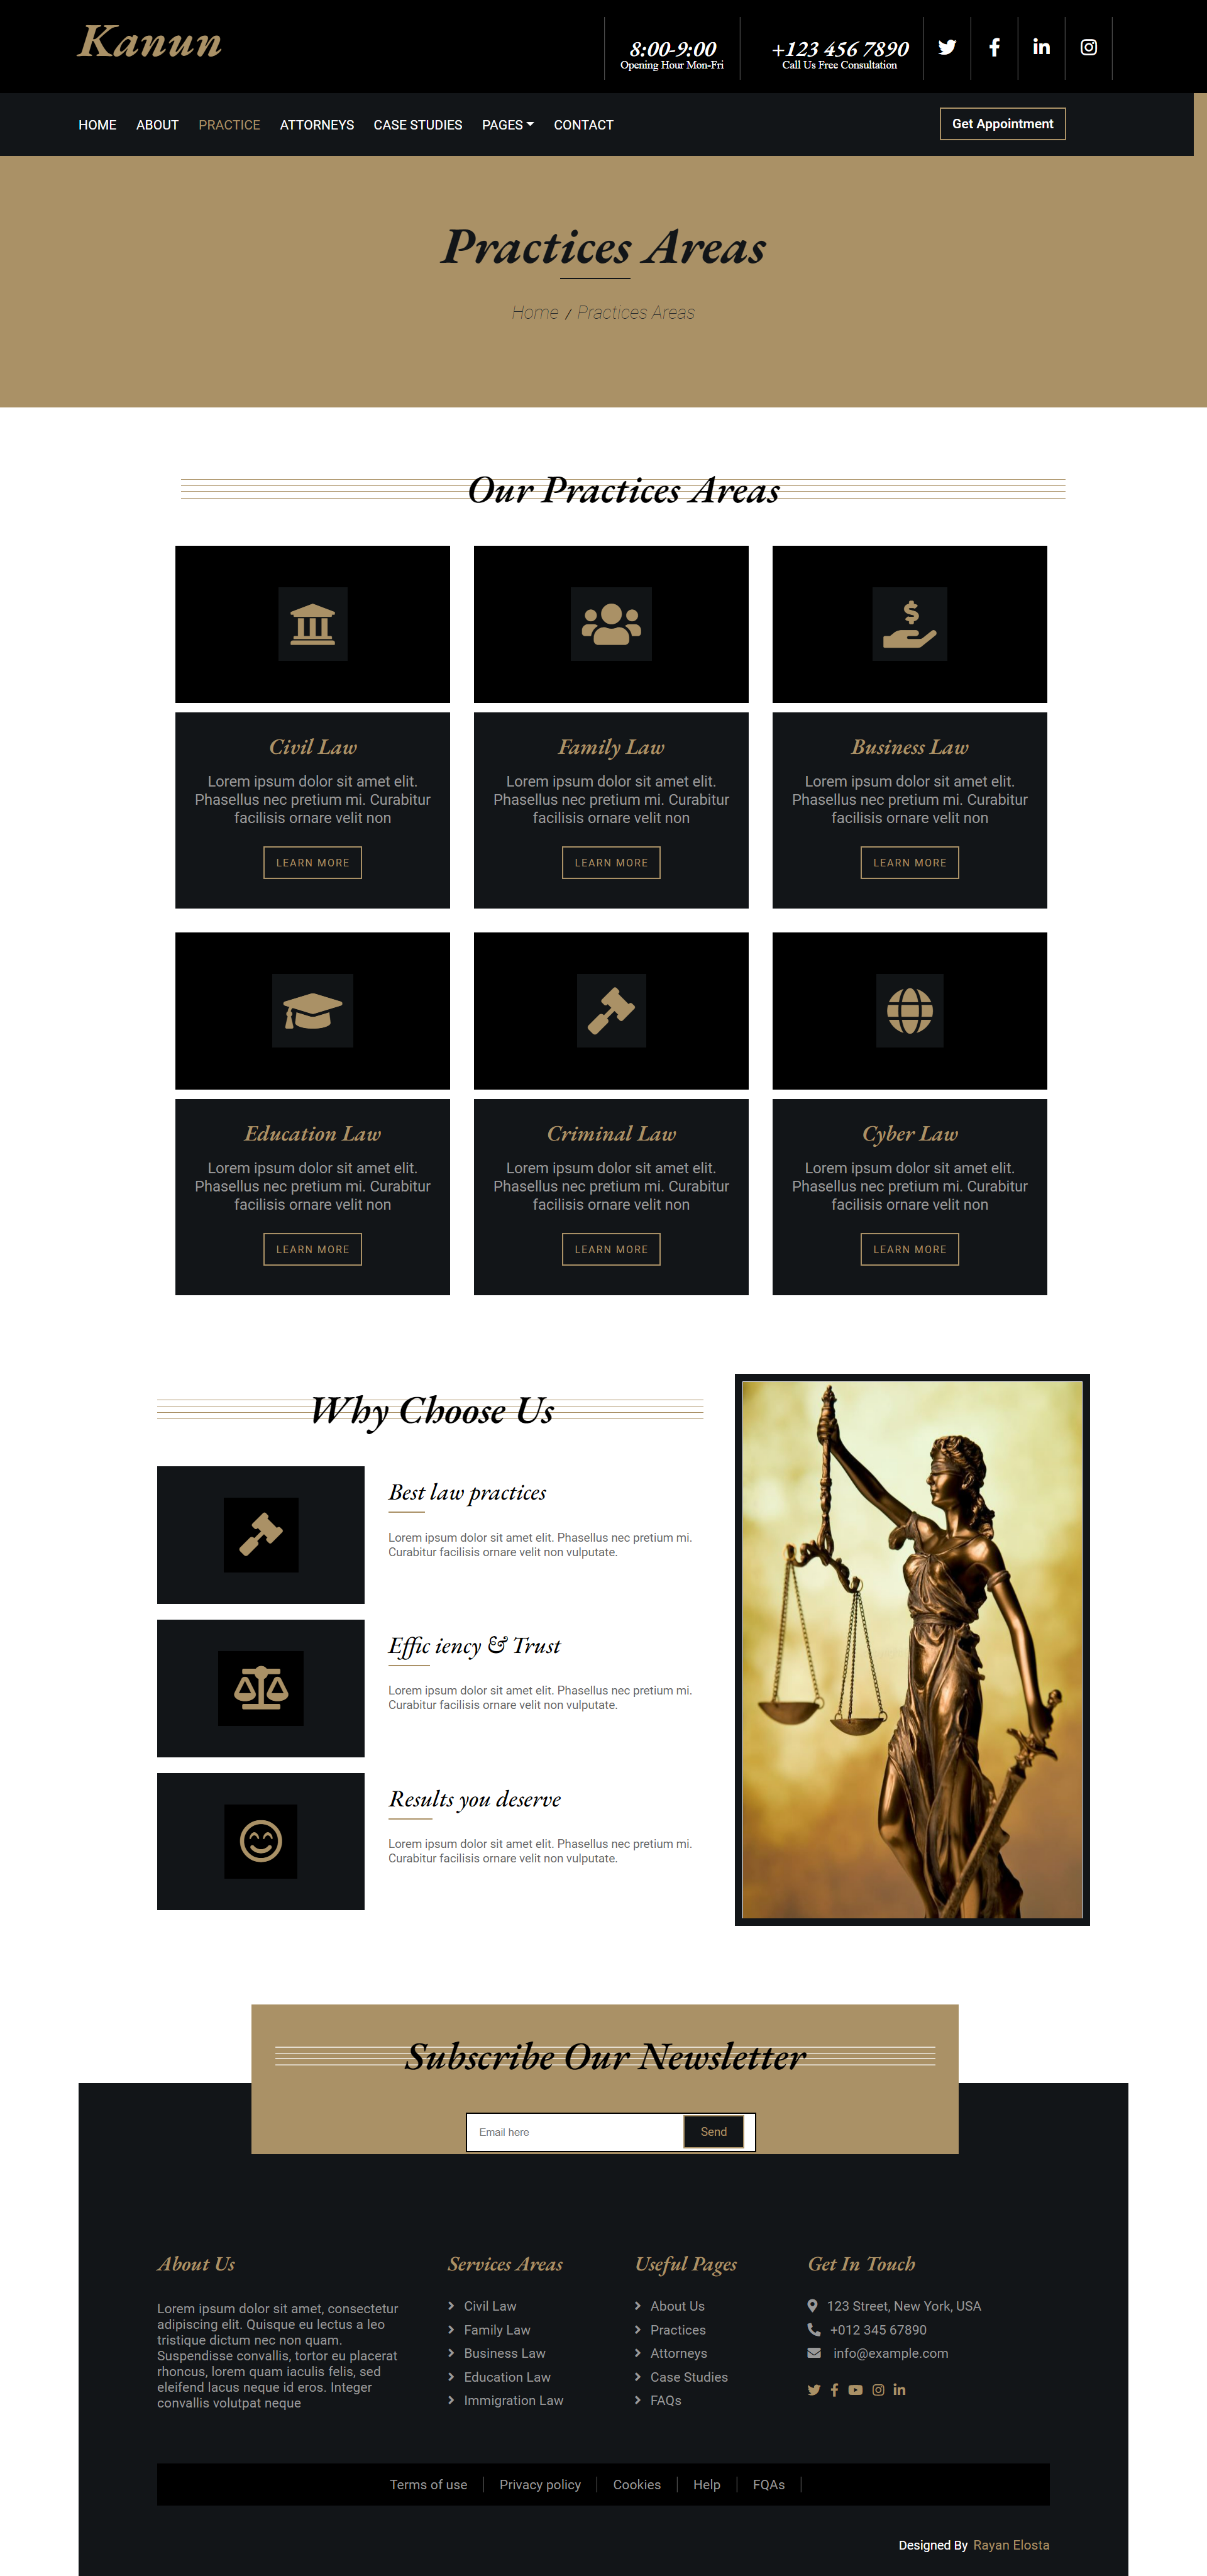 Kanun
8:00-9:00
Opening Hour Mon-Fri
+123 456 7890
Call Us Free Consultation
HOME ABOUT PRACTICE ATTORNEYS CASE STUDIES PAGES CONTACT
Get Appointment
Practices Areas
Home / Practices Areas
Our Practices Areas
Civil Law
Lorem ipsum dolor sit amet elit.
Phasellus nec pretium mi. Curabitur
facilisis ornare velit non
LEARN MORE
Family Law
Lorem ipsum dolor sit amet elit.
Phasellus nec pretium mi. Curabitur
facilisis ornare velit non
LEARN MORE
Business Law
Lorem ipsum dolor sit amet elit.
Phasellus nec pretium mi. Curabitur
facilisis ornare velit non
LEARN MORE
Education Law
Lorem ipsum dolor sit amet elit.
Phasellus nec pretium mi. Curabitur
facilisis ornare velit non
LEARN MORE
Criminal Law
Lorem ipsum dolor sit amet elit.
Phasellus nec pretium mi. Curabitur
facilisis ornare velit non
LEARN MORE
Cyber Law
Lorem ipsum dolor sit amet elit.
Phasellus nec pretium mi. Curabitur
facilisis ornare velit non
LEARN MORE
Why Choose Us
Best law practices
Lorem ipsum dolor sit amet elit. Phasellus nec pretium mi.
Curabitur facilisis ornare velit non vulputate.
Effic iency & Trust
Lorem ipsum dolor sit amet elit. Phasellus nec pretium mi.
Curabitur facilisis ornare velit non vulputate.
Results you deserve
Lorem ipsum dolor sit amet elit. Phasellus nec pretium mi.
Curabitur facilisis ornare velit non vulputate.
Subscribe Our Newsletter
Email here
Send
About Us
Lorem ipsum dolor sit amet, consectetur
adipiscing elit. Quisque eu lectus a leo
tristique dictum nec non quam.
Suspendisse convallis, tortor eu placerat
rhoncus, lorem quam iaculis felis, sed
eleifend lacus neque id eros. Integer
convallis volutpat neque
Services Areas
Civil Law
Family Law
Business Law
Education Law
Immigration Law
Useful Pages
About Us
Practices
Attorneys
Case Studies
FAQs
Get In Touch
123 Street, New York, USA
+012 345 67890
info@example.com
Terms of use
Privacy policy
Cookies
Help
FQAs
Designed By Rayan Elosta